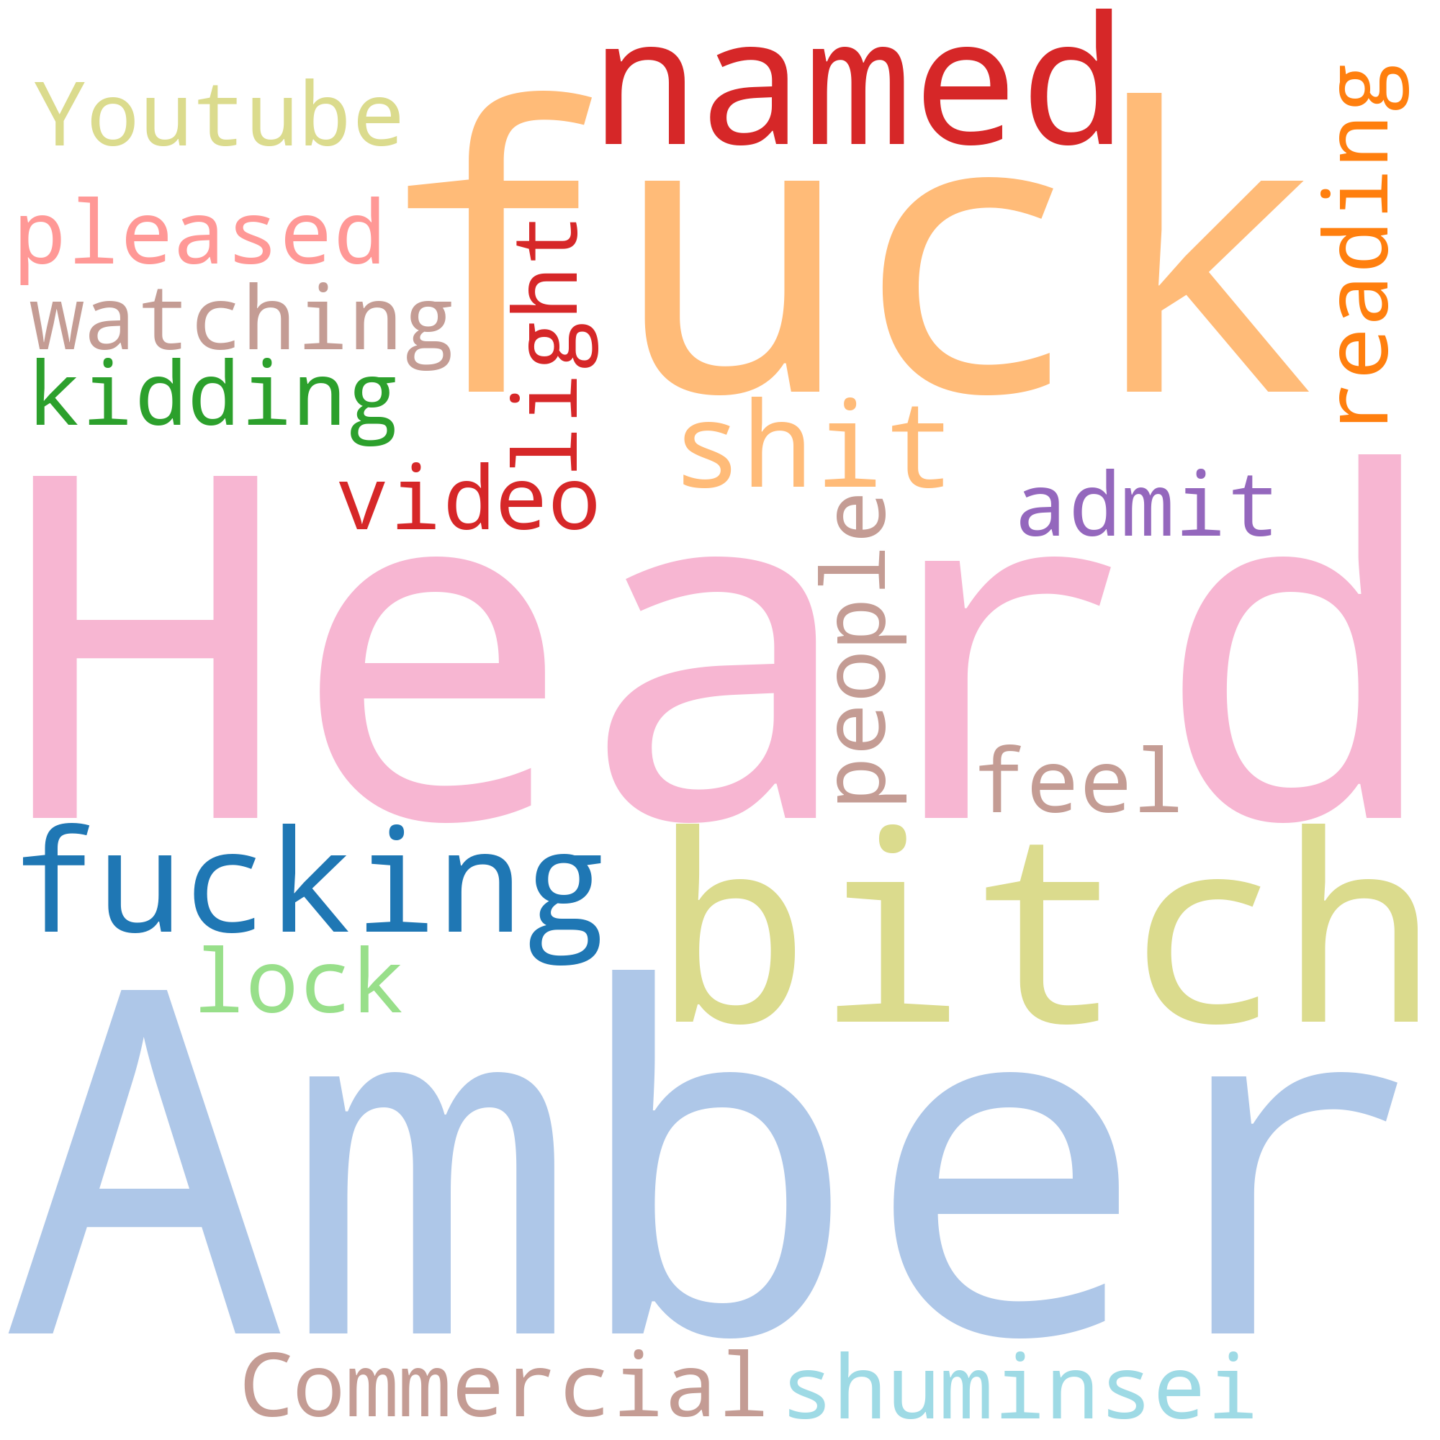 named
Youtube
fuck
reading
pleased
light
watching
kidding
shit
video
admit
Heard
people
feel
fucking
bitch
lock
Amber
Commercial
shuminsei